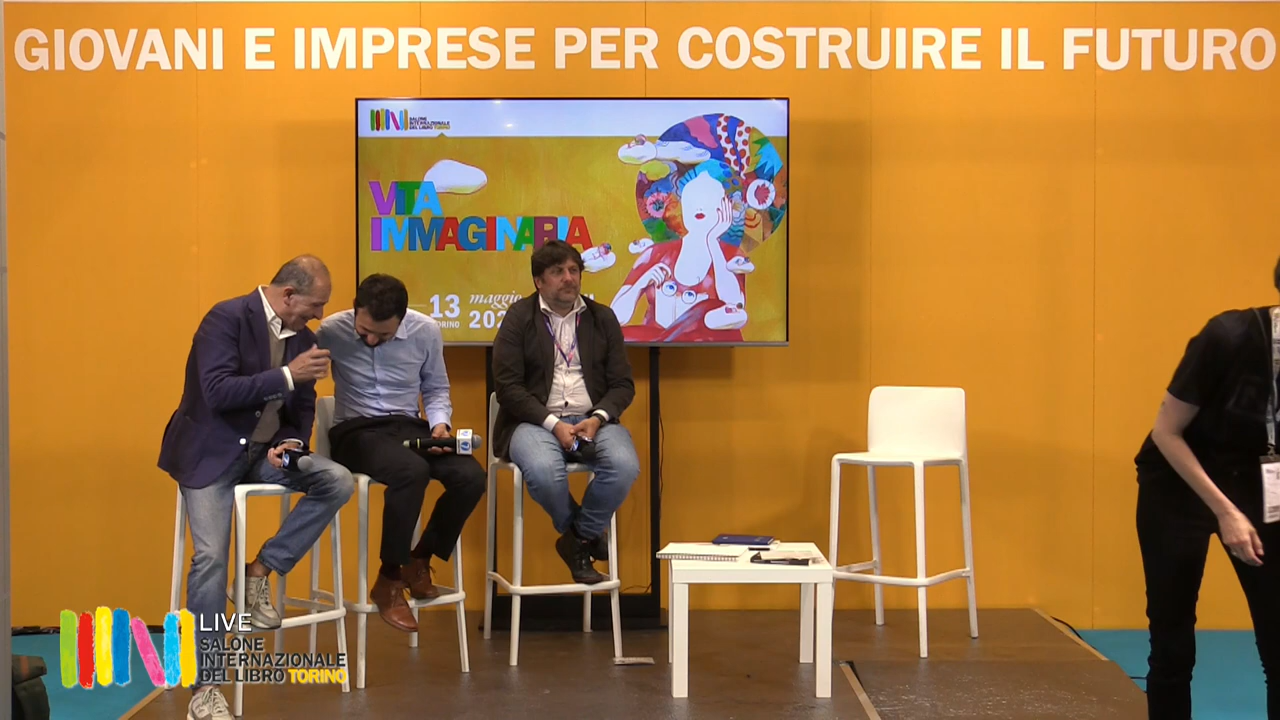 GIOVANI E IMPRESE PER COSTRUIRE IL FUTURO
SALONE
INTERNAZIONALE
DEL LIBRO TORINO
VITA
IMMAGINARIA
13
maggio
LIVE
SALONE
INTERNAZIONALE
DEL LIBRO TORINO